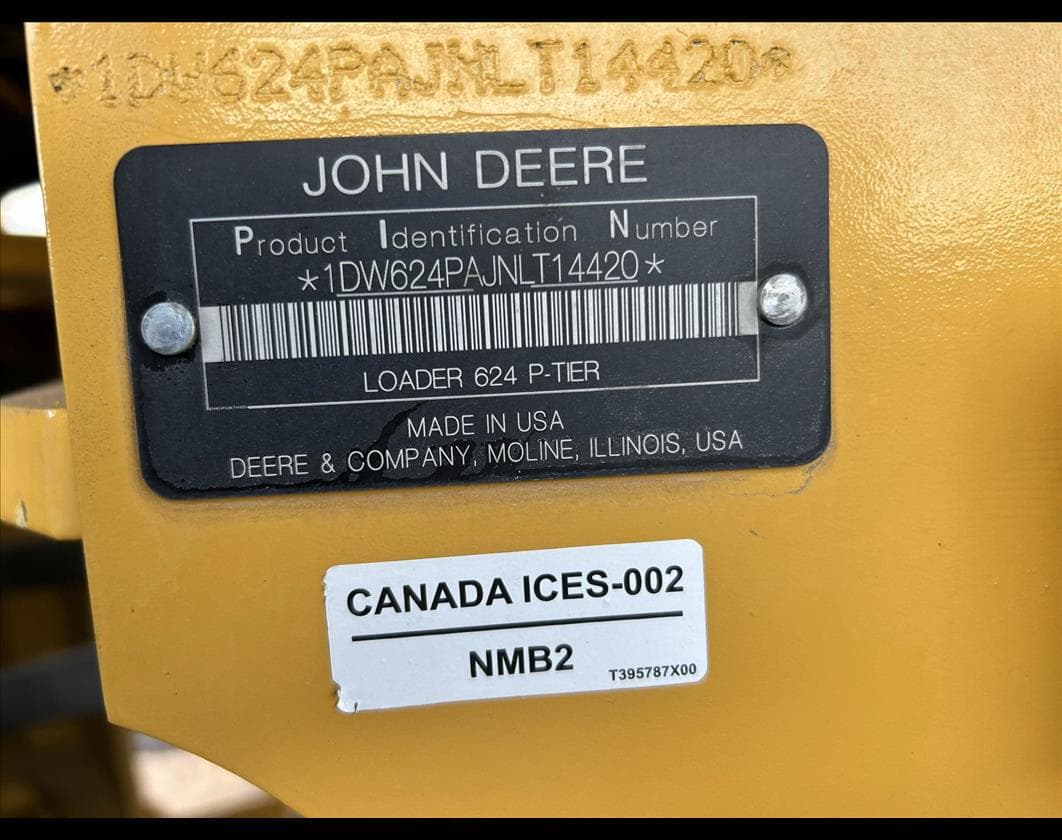 *1DW624PAJNLT14420*
JOHN DEERE
Product Identification Number
*1DW624PAJNLT14420*
LOADER 624 P-TIER
MADE IN USA
DEERE & COMPANY, MOLINE, ILLINOIS, USA
CANADA ICES-002
NMB2
T395787X00